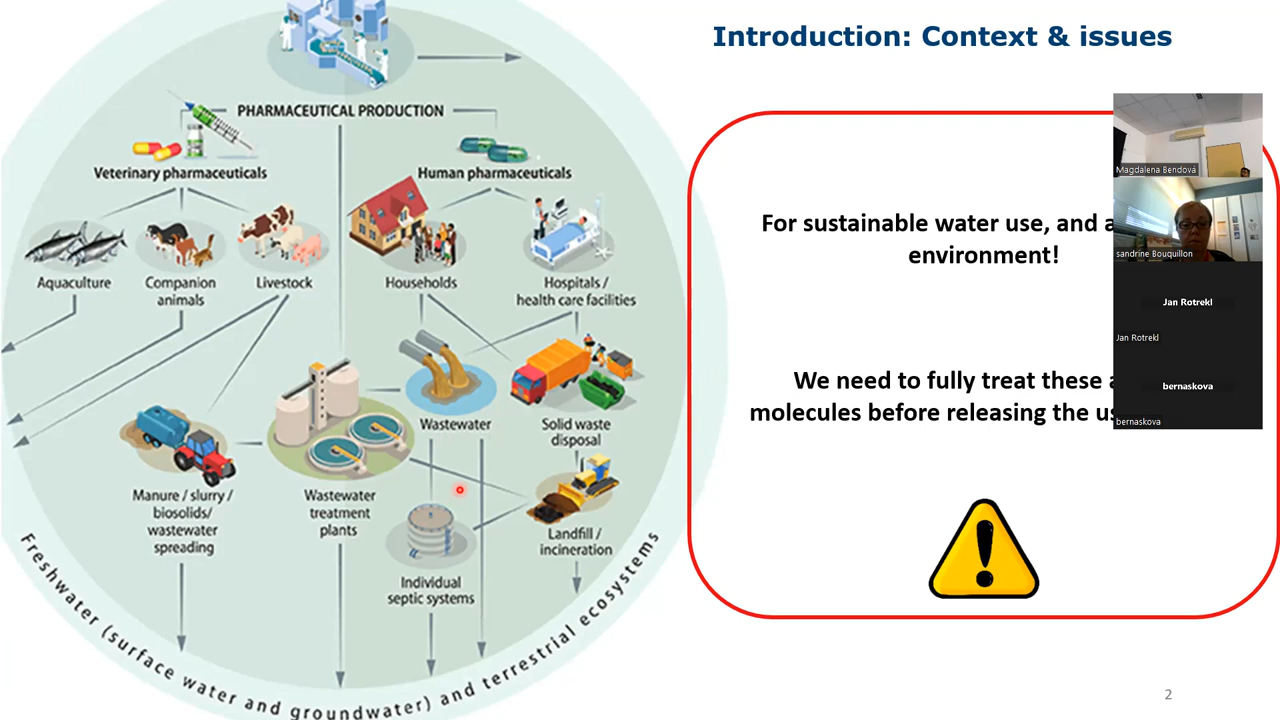 Introduction: Context & issues
PHARMACEUTICAL PRODUCTION
Veterinary pharmaceuticals
Human pharmaceuticals
Aquaculture
Companion
animals
Livestock
Households
Hospitals /
health care facilities
Manure / slurry /
biosolids/
wastewater
spreading
Wastewater
treatment
plants
Wastewater
Solid waste
disposal
Individual
septic systems
Landfill /
incineration
Freshwater (surface water and groundwater) and terrestrial ecosystems
For sustainable water use, and a
environment!
We need to fully treat these a
molecules before releasing the us
Magdalena Bendová
sandrine Bouquillon
Jan Rotrekl
Jan Rotrekl
bernaskova
bernaskova
2